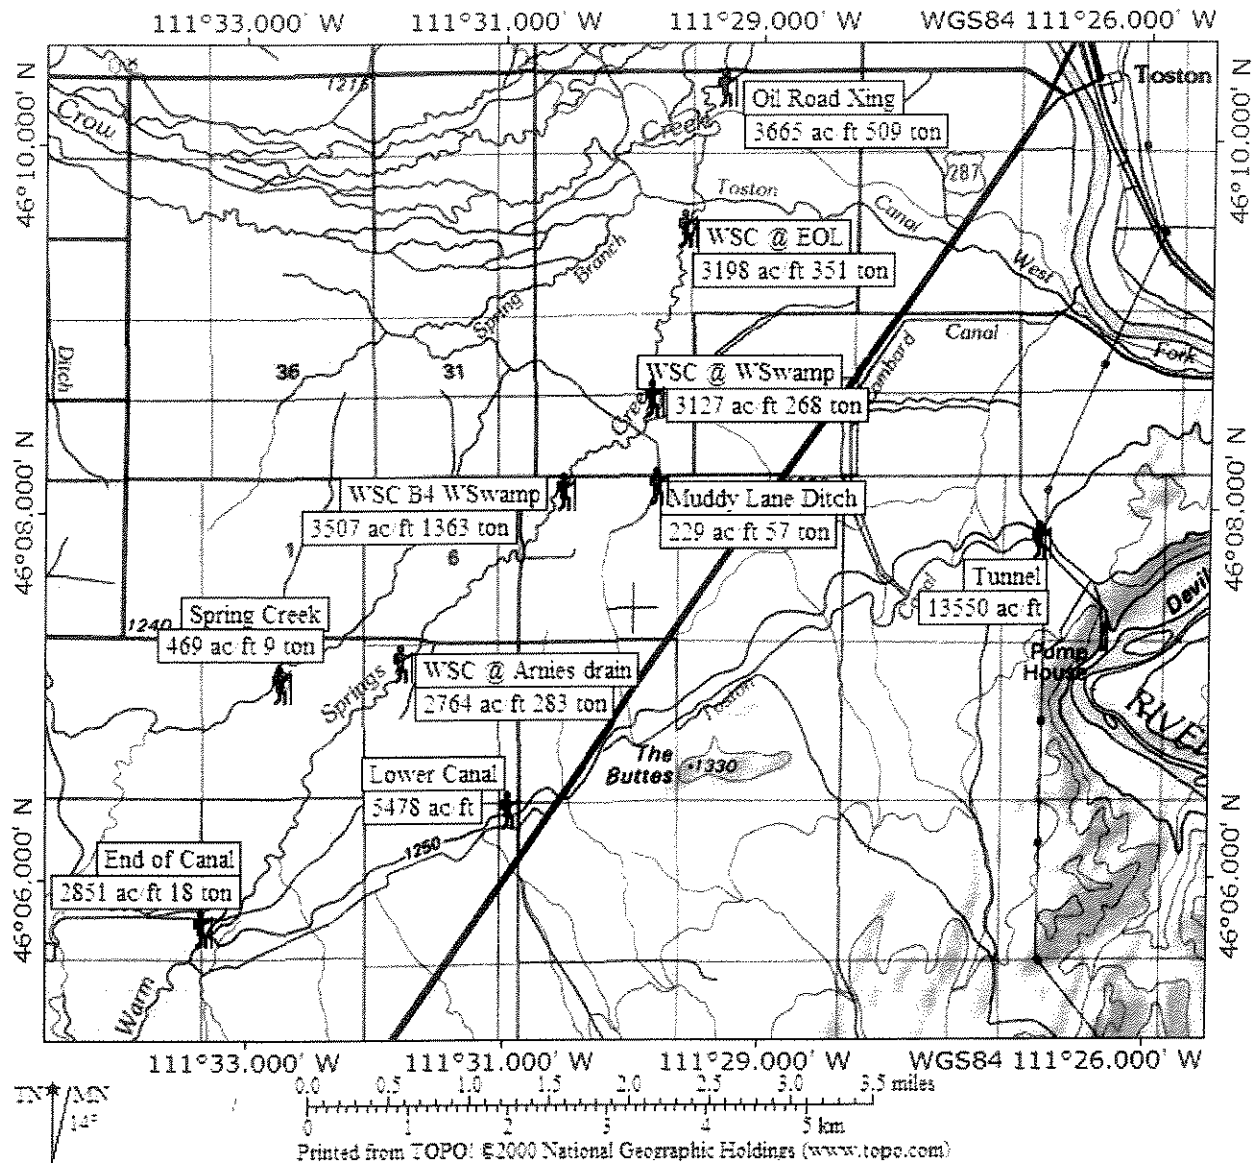 111°33.000' W 111°31.000' W 111°29.000' W WGS84 111°26.000' W
46°10.000' N
46°10.000' N
Toston
1215
Crow
Creek
Oil Road Xing
3665 ac/ft 509 ton
287
Toston
Canal
West
Fork
WSC @ EOL
3198 ac/ft 351 ton
Branch
Spring
Ditch
36
31
Lombard
Canal
WSC @ WSwamp
3127 ac/ft 268 ton
Creek
46°08.000' N
46°08.000' N
WSC B4 WSwamp
3507 ac/ft 1363 ton
Muddy Lane Ditch
229 ac/ft 57 ton
1
6
Tunnel
13550 ac/ft
Canal
Devil
Spring Creek
1240
469 ac/ft 9 ton
Pump
House
WSC @ Arnies drain
2764 ac/ft 283 ton
Springs
Toston
RIVER
The
Buttes
•1330
Lower Canal
5478 ac/ft
1250
46°06.000' N
46°06.000' N
End of Canal
2851 ac/ft 18 ton
Warm
111°33.000' W 111°31.000' W 111°29.000' W WGS84 111°26.000' W
TN★/MN
14°
0.0 0.5 1.0 1.5 2.0 2.5 3.0 3.5 miles
0 1 2 3 4 5 km
Printed from TOPO! ©2000 National Geographic Holdings (www.topo.com)